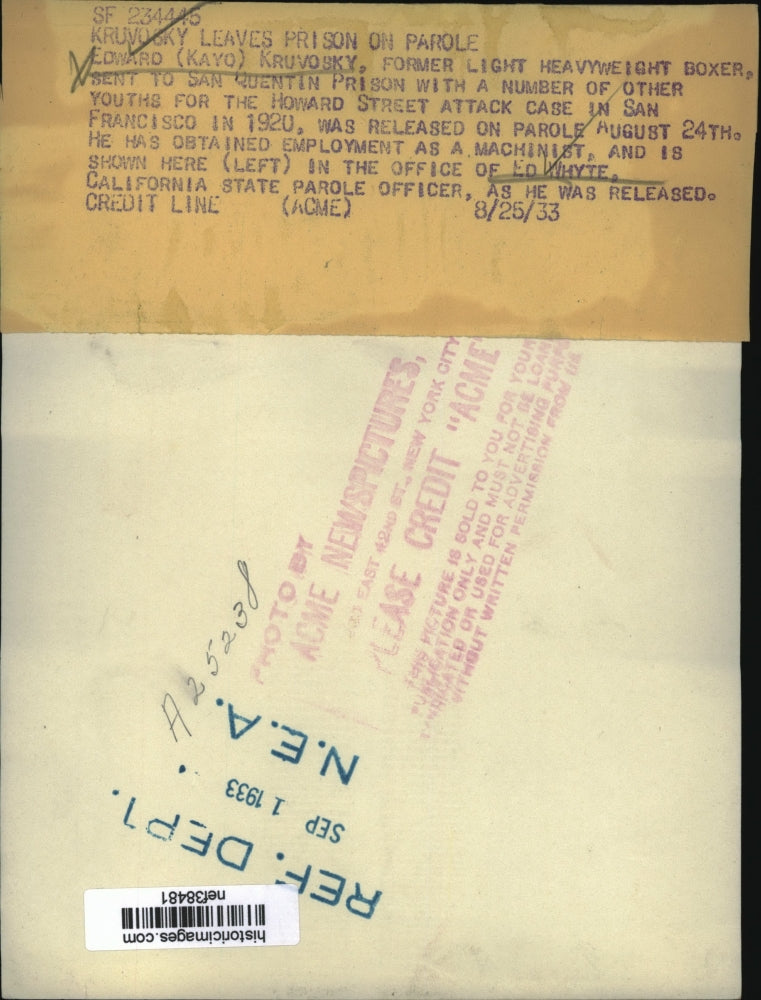 SF 234445
KRUVOSKY LEAVES PRISON ON PAROLE
EDWARD (KAYO) KRUVOSKY, FORMER LIGHT HEAVYWEIGHT BOXER,
SENT TO SAN QUENTIN PRISON WITH A NUMBER OF OTHER
YOUTHS FOR THE HOWARD STREET ATTACK CASE IN SAN
FRANCISCO IN 1920, WAS RELEASED ON PAROLE AUGUST 24TH.
HE HAS OBTAINED EMPLOYMENT AS A MACHINIST, AND IS
SHOWN HERE (LEFT) IN THE OFFICE OF ED WHYTE,
CALIFORNIA STATE PAROLE OFFICER, AS HE WAS RELEASED.
CREDIT LINE (ACME) 8/25/33
PHOTO BY
ACME NEWSPICTURES,
EAST 42ND ST., NEW YORK CITY
PLEASE CREDIT "ACME"
THIS PICTURE IS SOLD TO YOU FOR YOUR
PUBLICATION ONLY AND MUST NOT BE LOANED
SYNDICATED OR USED FOR ADVERTISING PURPOSES
WITHOUT WRITTEN PERMISSION FROM US
A25238
REF. DEPT.
SEP 1 1933
N.E.A.
historicimages.com
nef38481